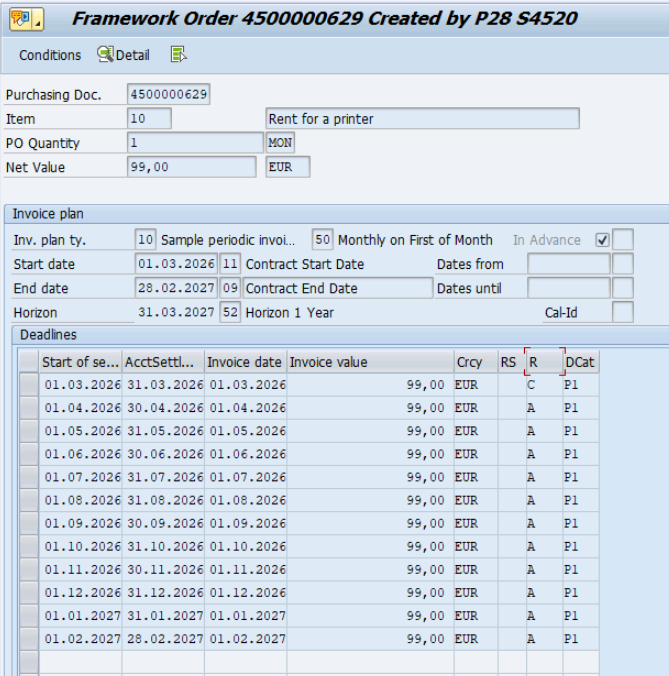 Framework Order 4500000629 Created by P28 S4520
Conditions Detail
Purchasing Doc. 4500000629
Item 10 Rent for a printer
PO Quantity 1 MON
Net Value 99,00 EUR
Invoice plan
Inv. plan ty. 10 Sample periodic invoi... 50 Monthly on First of Month In Advance
Start date 01.03.2026 11 Contract Start Date Dates from
End date 28.02.2027 09 Contract End Date Dates until
Horizon 31.03.2027 52 Horizon 1 Year Cal-Id
Deadlines
Start of se... AcctSettl... Invoice date Invoice value Crcy RS R DCat
01.03.2026 31.03.2026 01.03.2026 99,00 EUR C P1
01.04.2026 30.04.2026 01.04.2026 99,00 EUR A P1
01.05.2026 31.05.2026 01.05.2026 99,00 EUR A P1
01.06.2026 30.06.2026 01.06.2026 99,00 EUR A P1
01.07.2026 31.07.2026 01.07.2026 99,00 EUR A P1
01.08.2026 31.08.2026 01.08.2026 99,00 EUR A P1
01.09.2026 30.09.2026 01.09.2026 99,00 EUR A P1
01.10.2026 31.10.2026 01.10.2026 99,00 EUR A P1
01.11.2026 30.11.2026 01.11.2026 99,00 EUR A P1
01.12.2026 31.12.2026 01.12.2026 99,00 EUR A P1
01.01.2027 31.01.2027 01.01.2027 99,00 EUR A P1
01.02.2027 28.02.2027 01.02.2027 99,00 EUR A P1